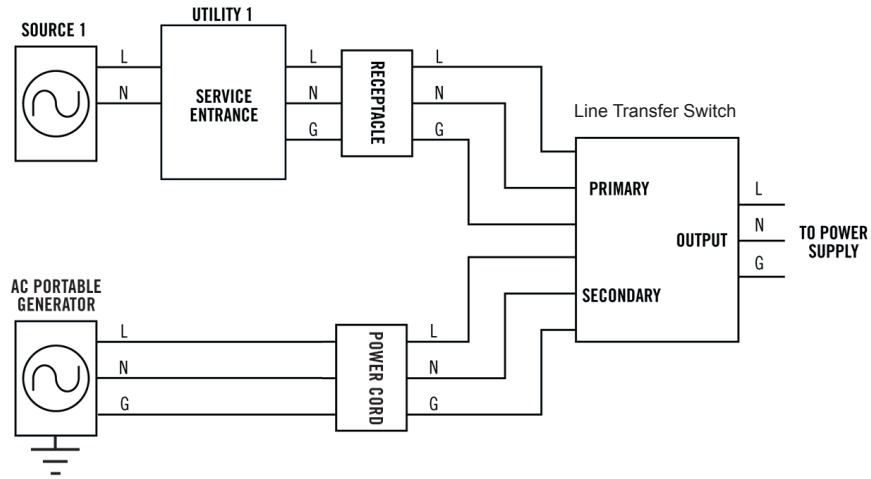 SOURCE 1
UTILITY 1
L
N
SERVICE
ENTRANCE
L
N
G
RECEPTACLE
L
N
G
Line Transfer Switch
PRIMARY
OUTPUT
SECONDARY
L
N
G
TO POWER
SUPPLY
AC PORTABLE
GENERATOR
L
N
G
POWER CORD
L
N
G